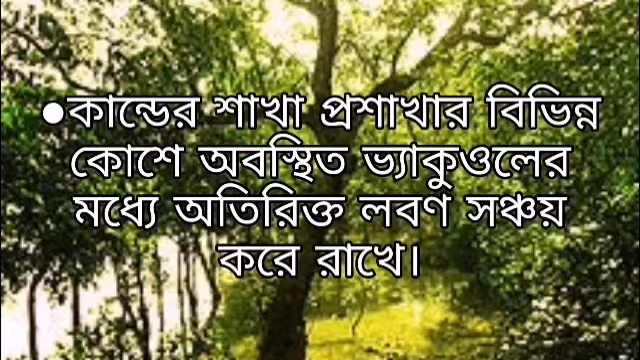 ●কান্ডের শাখা প্রশাখার বিভিন্ন
কোশে অবস্থিত ভ্যাকুওলের
মধ্যে অতিরিক্ত লবণ সঞ্চয়
করে রাখে।